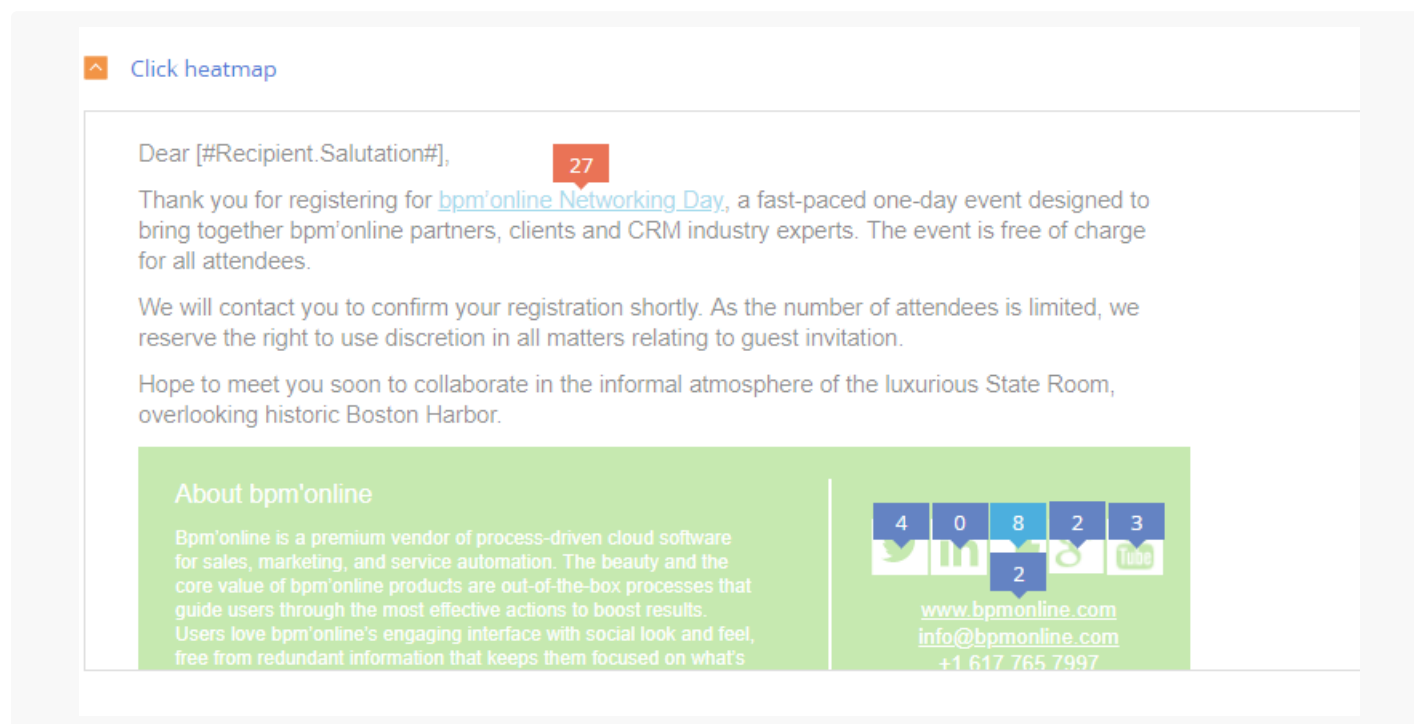 Click heatmap
Dear [#Recipient.Salutation#],
27
Thank you for registering for bpm'online Networking Day, a fast-paced one-day event designed to
bring together bpm'online partners, clients and CRM industry experts. The event is free of charge
for all attendees.
We will contact you to confirm your registration shortly. As the number of attendees is limited, we
reserve the right to use discretion in all matters relating to guest invitation.
Hope to meet you soon to collaborate in the informal atmosphere of the luxurious State Room,
overlooking historic Boston Harbor.
About bpm'online
Bpm'online is a premium vendor of process-driven cloud software
for sales, marketing, and service automation. The beauty and the
core value of bpm'online products are out-of-the-box processes that
guide users through the most effective actions to boost results.
Users love bpm'online's engaging interface with social look and feel,
free from redundant information that keeps them focused on what's
4 0 8 2 3
in Tube
2
www.bpmonline.com
info@bpmonline.com
+1 617 765 7997